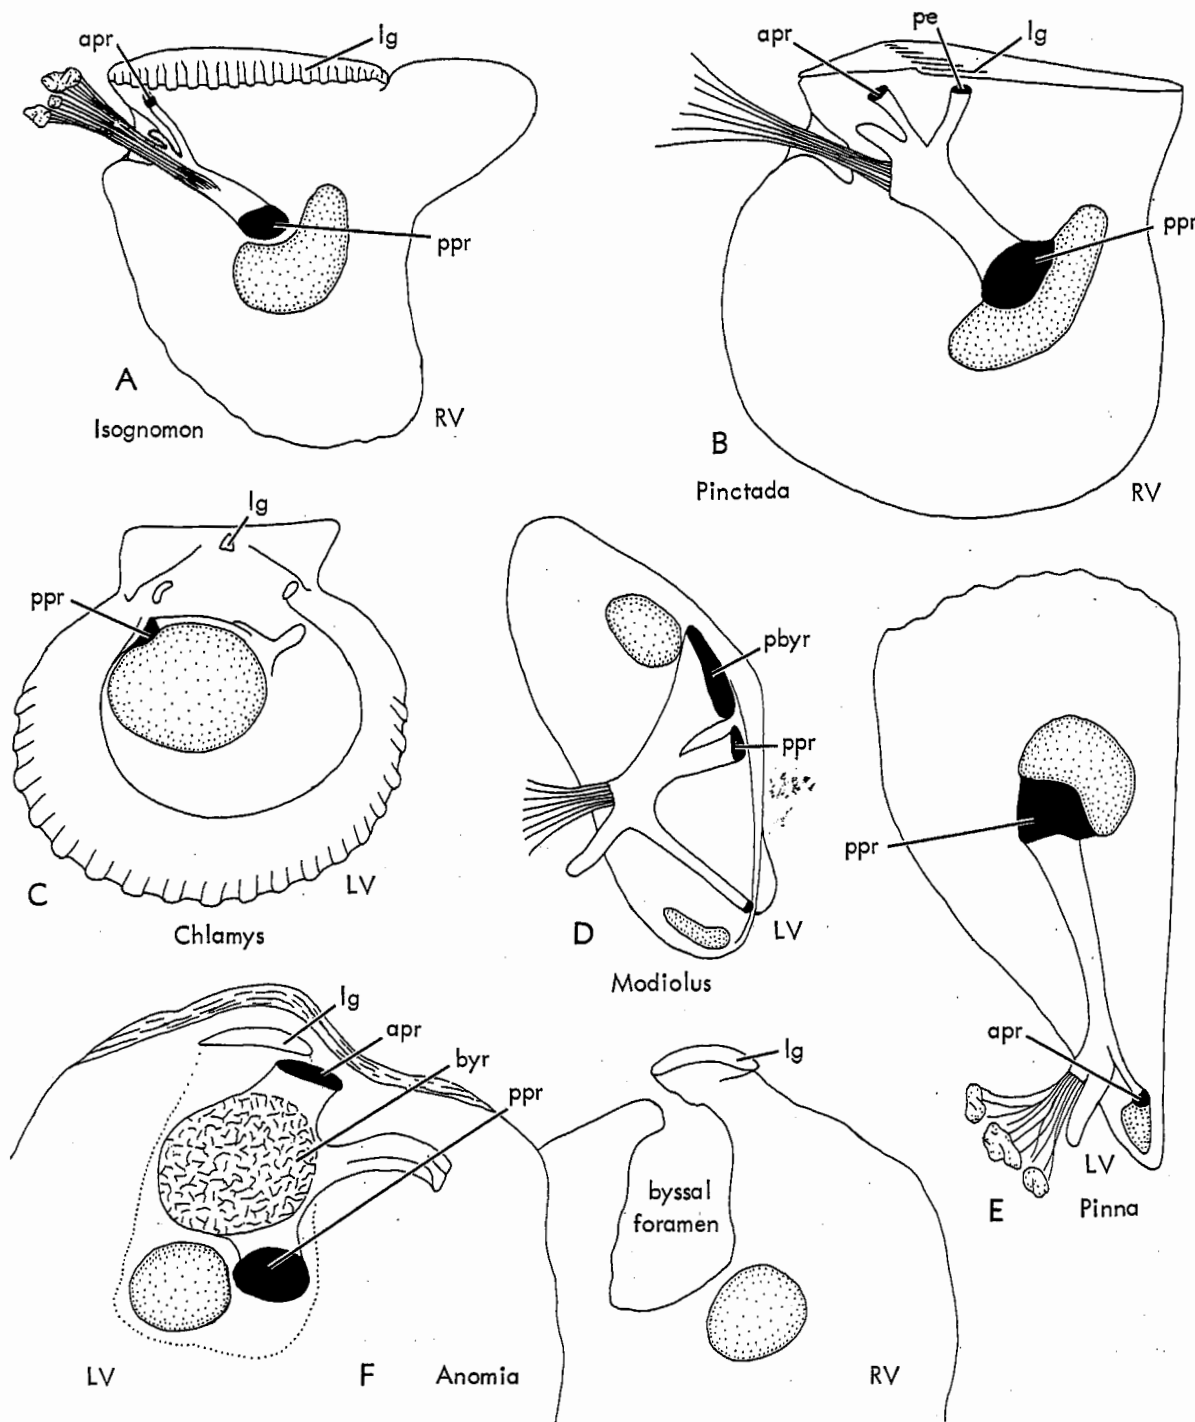 apr
lg
ppr
A
Isognomon
RV
apr
pe
lg
ppr
B
Pinctada
RV
lg
ppr
C
LV
Chlamys
pbyr
ppr
D
LV
Modiolus
ppr
apr
LV
E
Pinna
lg
apr
byr
ppr
LV
F
Anomia
lg
byssal
foramen
RV